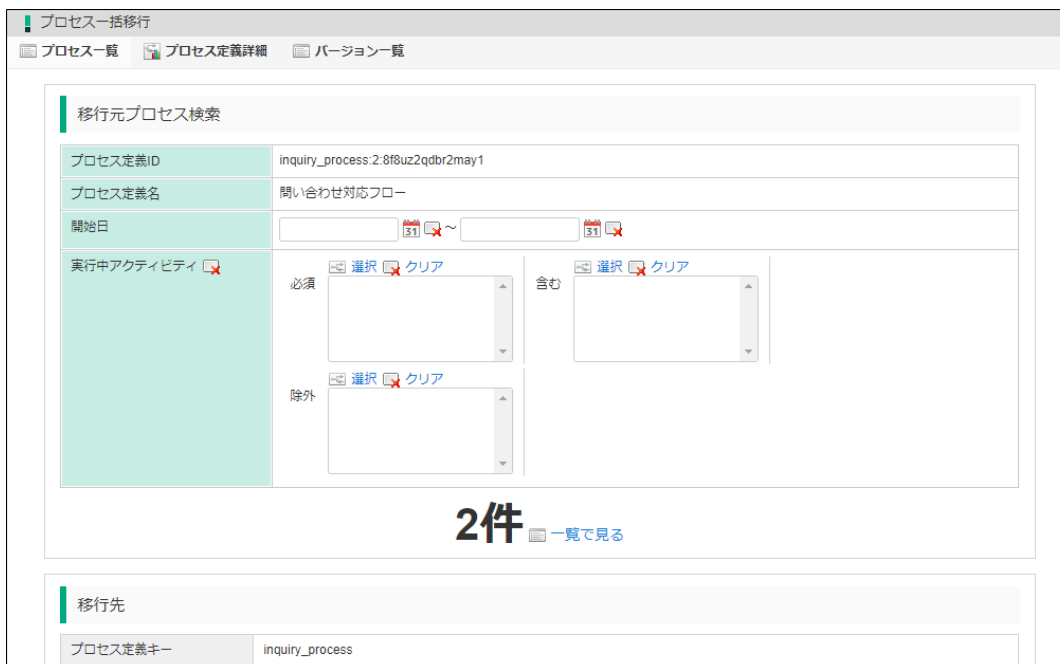 プロセス一括移行
プロセス一覧 プロセス定義詳細 バージョン一覧
移行元プロセス検索
プロセス定義ID inquiry_process:2:8f8uz2qdbr2may1
プロセス定義名 問い合わせ対応フロー
開始日 31 ～ 31
実行中アクティビティ
必須 選択 クリア
含む 選択 クリア
除外 選択 クリア
2件 一覧で見る
移行先
プロセス定義キー inquiry_process